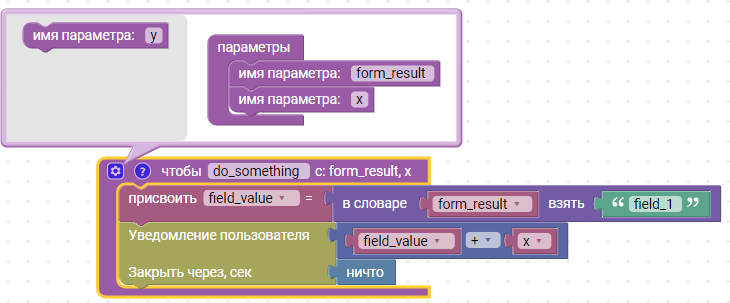 имя параметра: y
параметры
имя параметра: form_result
имя параметра: x
? чтобы do_something с: form_result, x
присвоить field_value = в словаре form_result взять “ field_1 ”
Уведомление пользователя field_value + x
Закрыть через, сек ничто